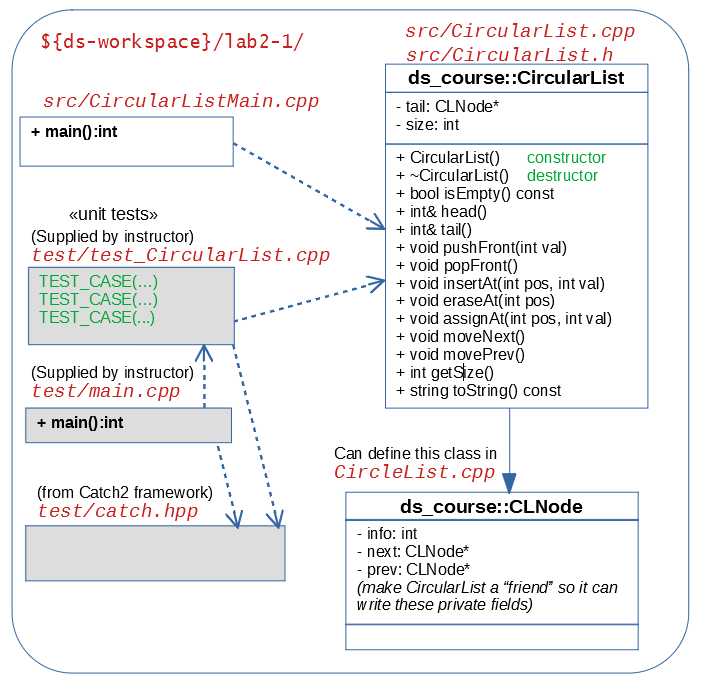 ${ds-workspace}/lab2-1/
src/CircularListMain.cpp
+ main():int
«unit tests»
(Supplied by instructor)
test/test_CircularList.cpp
TEST_CASE(...)
TEST_CASE(...)
TEST_CASE(...)
(Supplied by instructor)
test/main.cpp
+ main():int
(from Catch2 framework)
test/catch.hpp
src/CircularList.cpp
src/CircularList.h
ds_course::CircularList
- tail: CLNode*
- size: int
+ CircularList() constructor
+ ~CircularList() destructor
+ bool isEmpty() const
+ int& head()
+ int& tail()
+ void pushFront(int val)
+ void popFront()
+ void insertAt(int pos, int val)
+ void eraseAt(int pos)
+ void assignAt(int pos, int val)
+ void moveNext()
+ void movePrev()
+ int getSize()
+ string toString() const
Can define this class in
CircleList.cpp
ds_course::CLNode
- info: int
- next: CLNode*
- prev: CLNode*
(make CircularList a “friend” so it can
write these private fields)